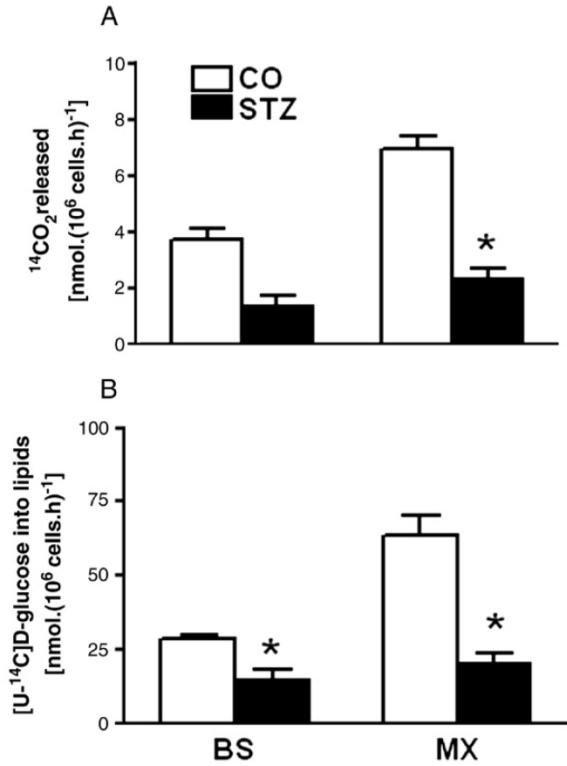 A
10
8
6
4
2
0
¹⁴CO₂released
[nmol.(10⁶ cells.h)⁻¹]
CO
STZ
*
B
100
75
50
25
0
[U-¹⁴C]D-glucose into lipids
[nmol.(10⁶ cells.h)⁻¹]
*
*
BS MX